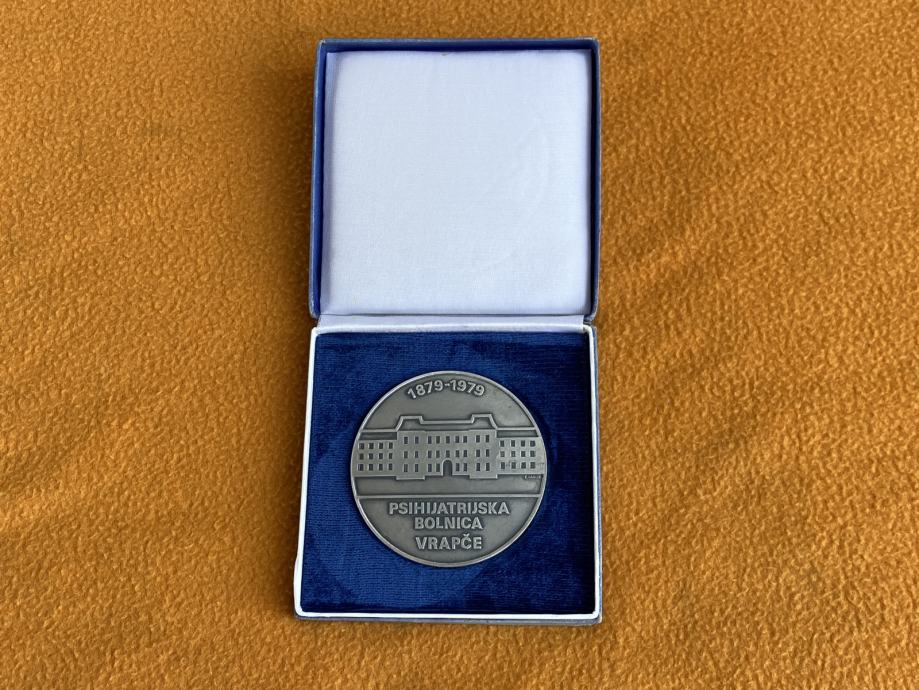 1879-1979
PSIHIJATRIJSKA
BOLNICA
VRAPČE